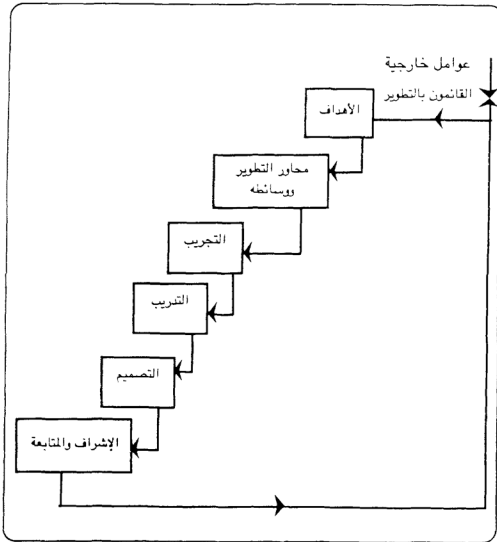 عوامل خارجية
القائمون بالتطوير
الأهداف
محاور التطوير
ووسائطه
التجريب
التدريب
التصميم
الإشراف والمتابعة